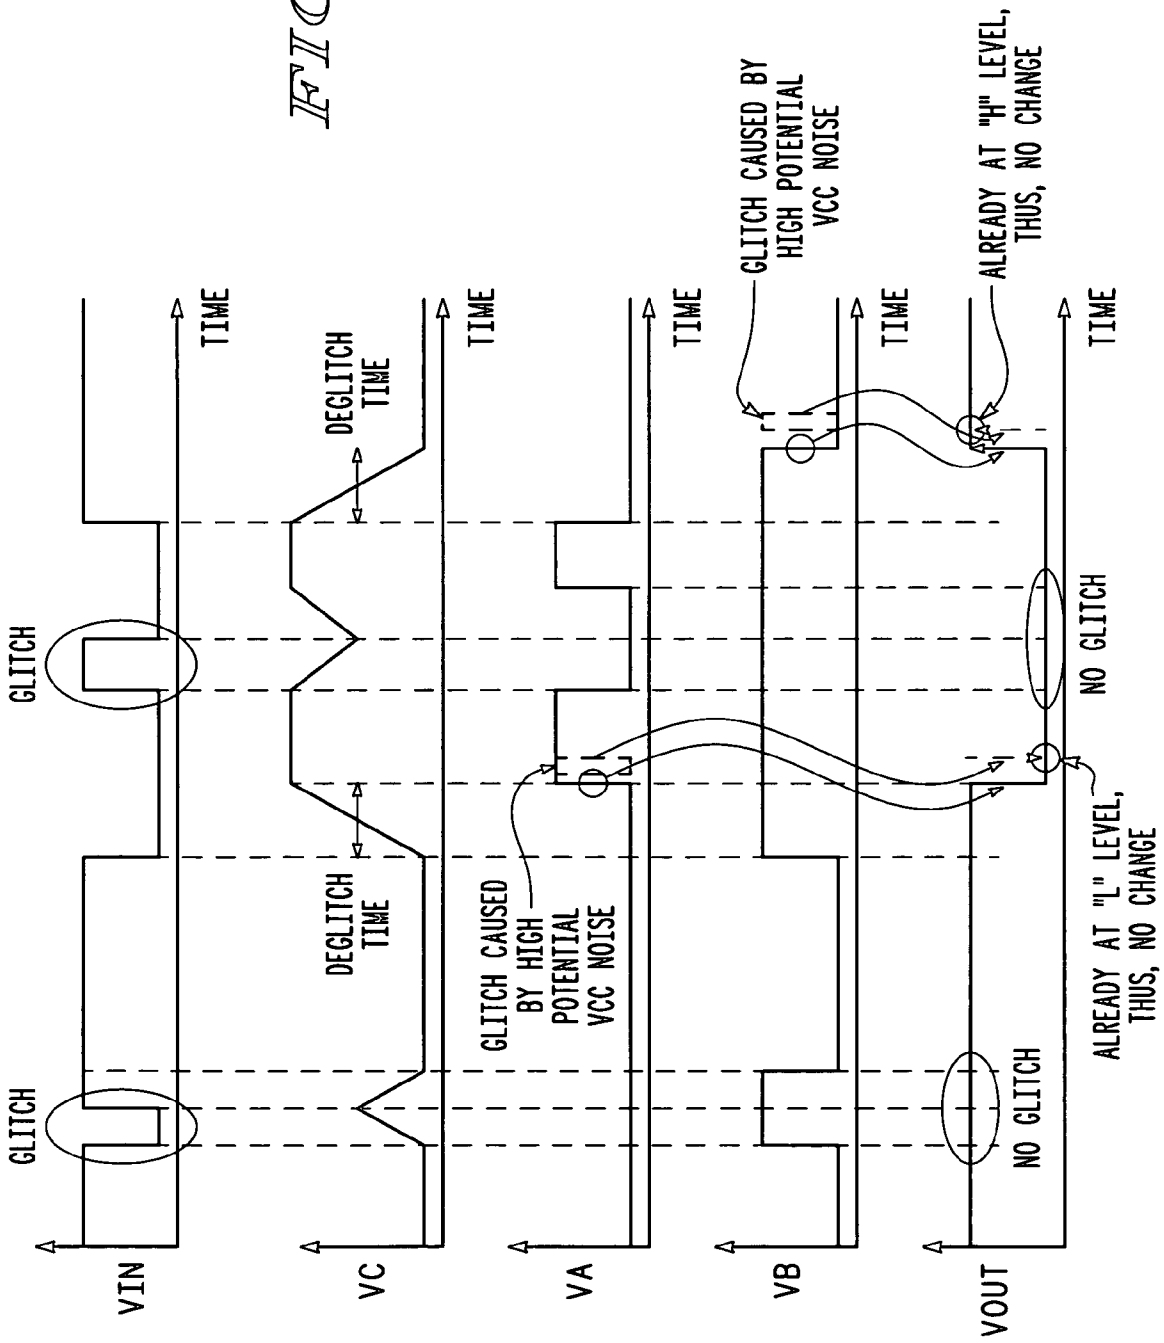 FIG
VIN
GLITCH
GLITCH
TIME
VC
DEGLITCH
TIME
DEGLITCH
TIME
TIME
VA
GLITCH CAUSED
BY HIGH
POTENTIAL
VCC NOISE
TIME
VB
GLITCH CAUSED BY
HIGH POTENTIAL
VCC NOISE
TIME
VOUT
NO GLITCH
ALREADY AT "L" LEVEL,
THUS, NO CHANGE
NO GLITCH
ALREADY AT "H" LEVEL,
THUS, NO CHANGE
TIME